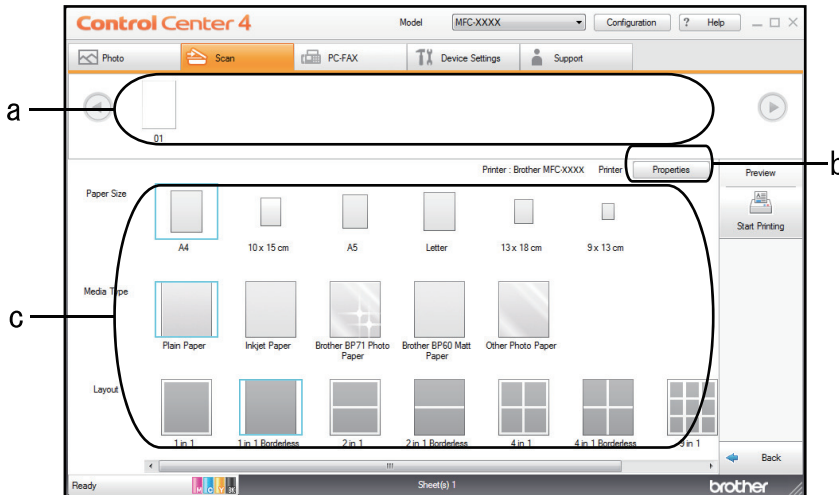 Control Center 4 Model MFC-XXXX Configuration ? Help
Photo Scan PC-FAX Device Settings Support
a
01
Printer : Brother MFC-XXXX Printer Properties
b
Preview
Start Printing
Paper Size
A4 10 x 15 cm A5 Letter 13 x 18 cm 9 x 13 cm
Media Type
c
Plain Paper Inkjet Paper Brother BP71 Photo Paper Brother BP60 Matt Paper Other Photo Paper
Layout
1 in 1 1 in 1 Borderless 2 in 1 2 in 1 Borderless 4 in 1 4 in 1 Borderless 9 in 1
Back
Ready M C Y BK Sheet(s) 1 brother